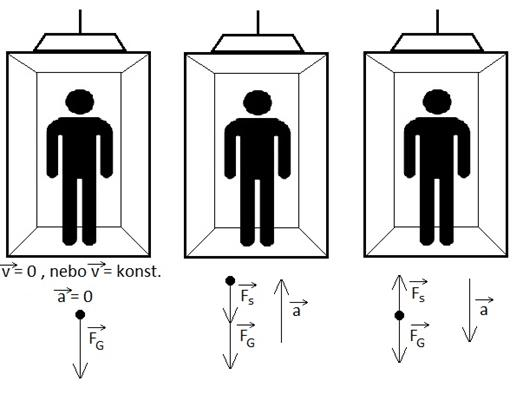 v⃗ = 0 , nebo v⃗ = konst.
a⃗ = 0
F⃗G
F⃗s
F⃗G
a⃗
F⃗s
F⃗G
a⃗